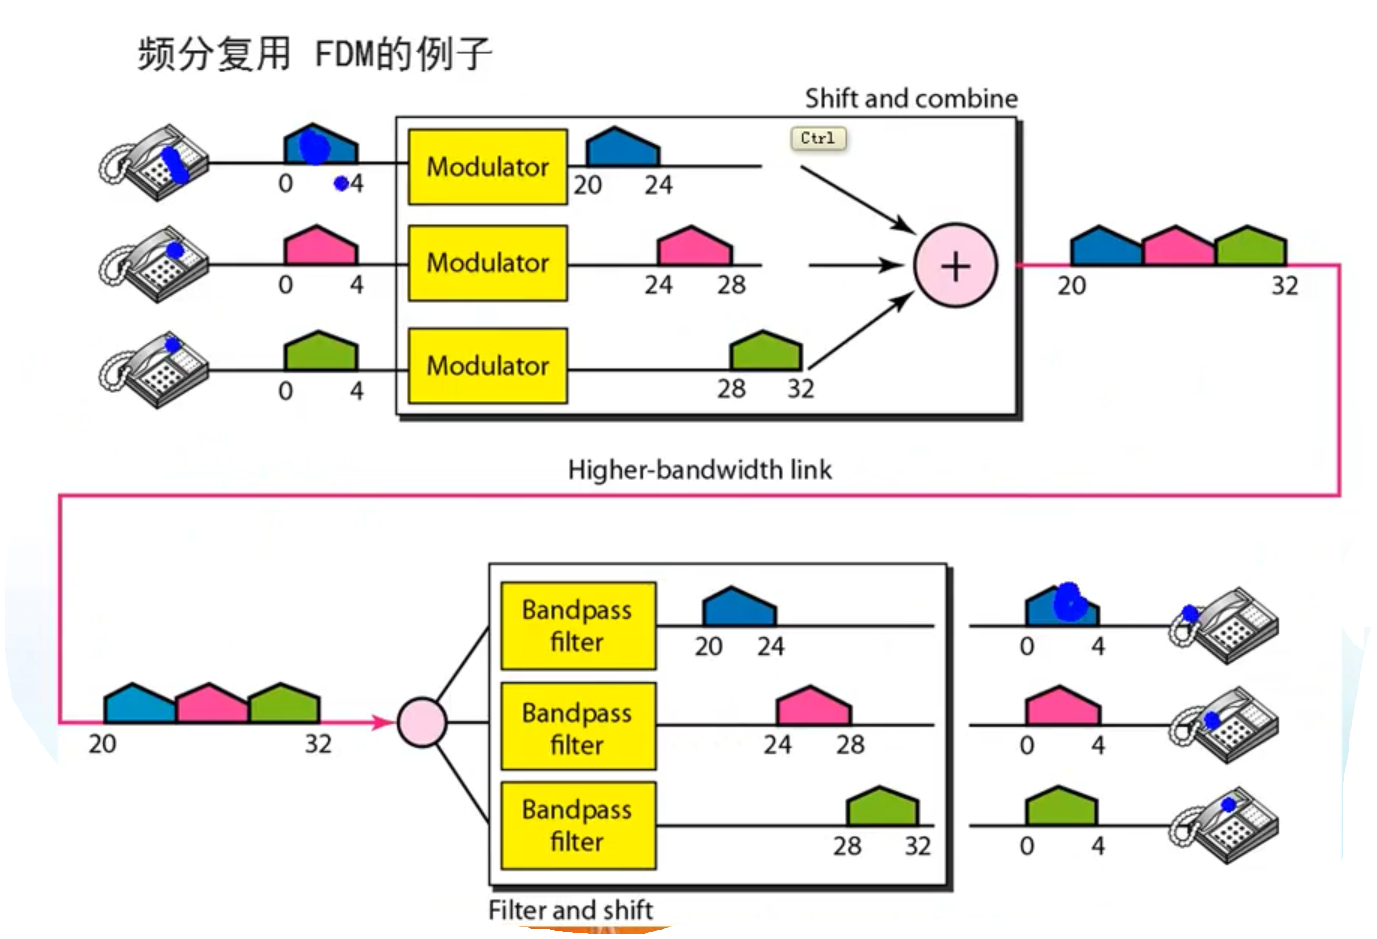 频分复用 FDM的例子
Shift and combine
Ctrl
Modulator
0 4
20 24
Modulator
0 4
24 28
20 32
Modulator
0 4
28 32
Higher-bandwidth link
Bandpass
filter
20 24
0 4
20 32
Bandpass
filter
24 28
0 4
Bandpass
filter
28 32
0 4
Filter and shift